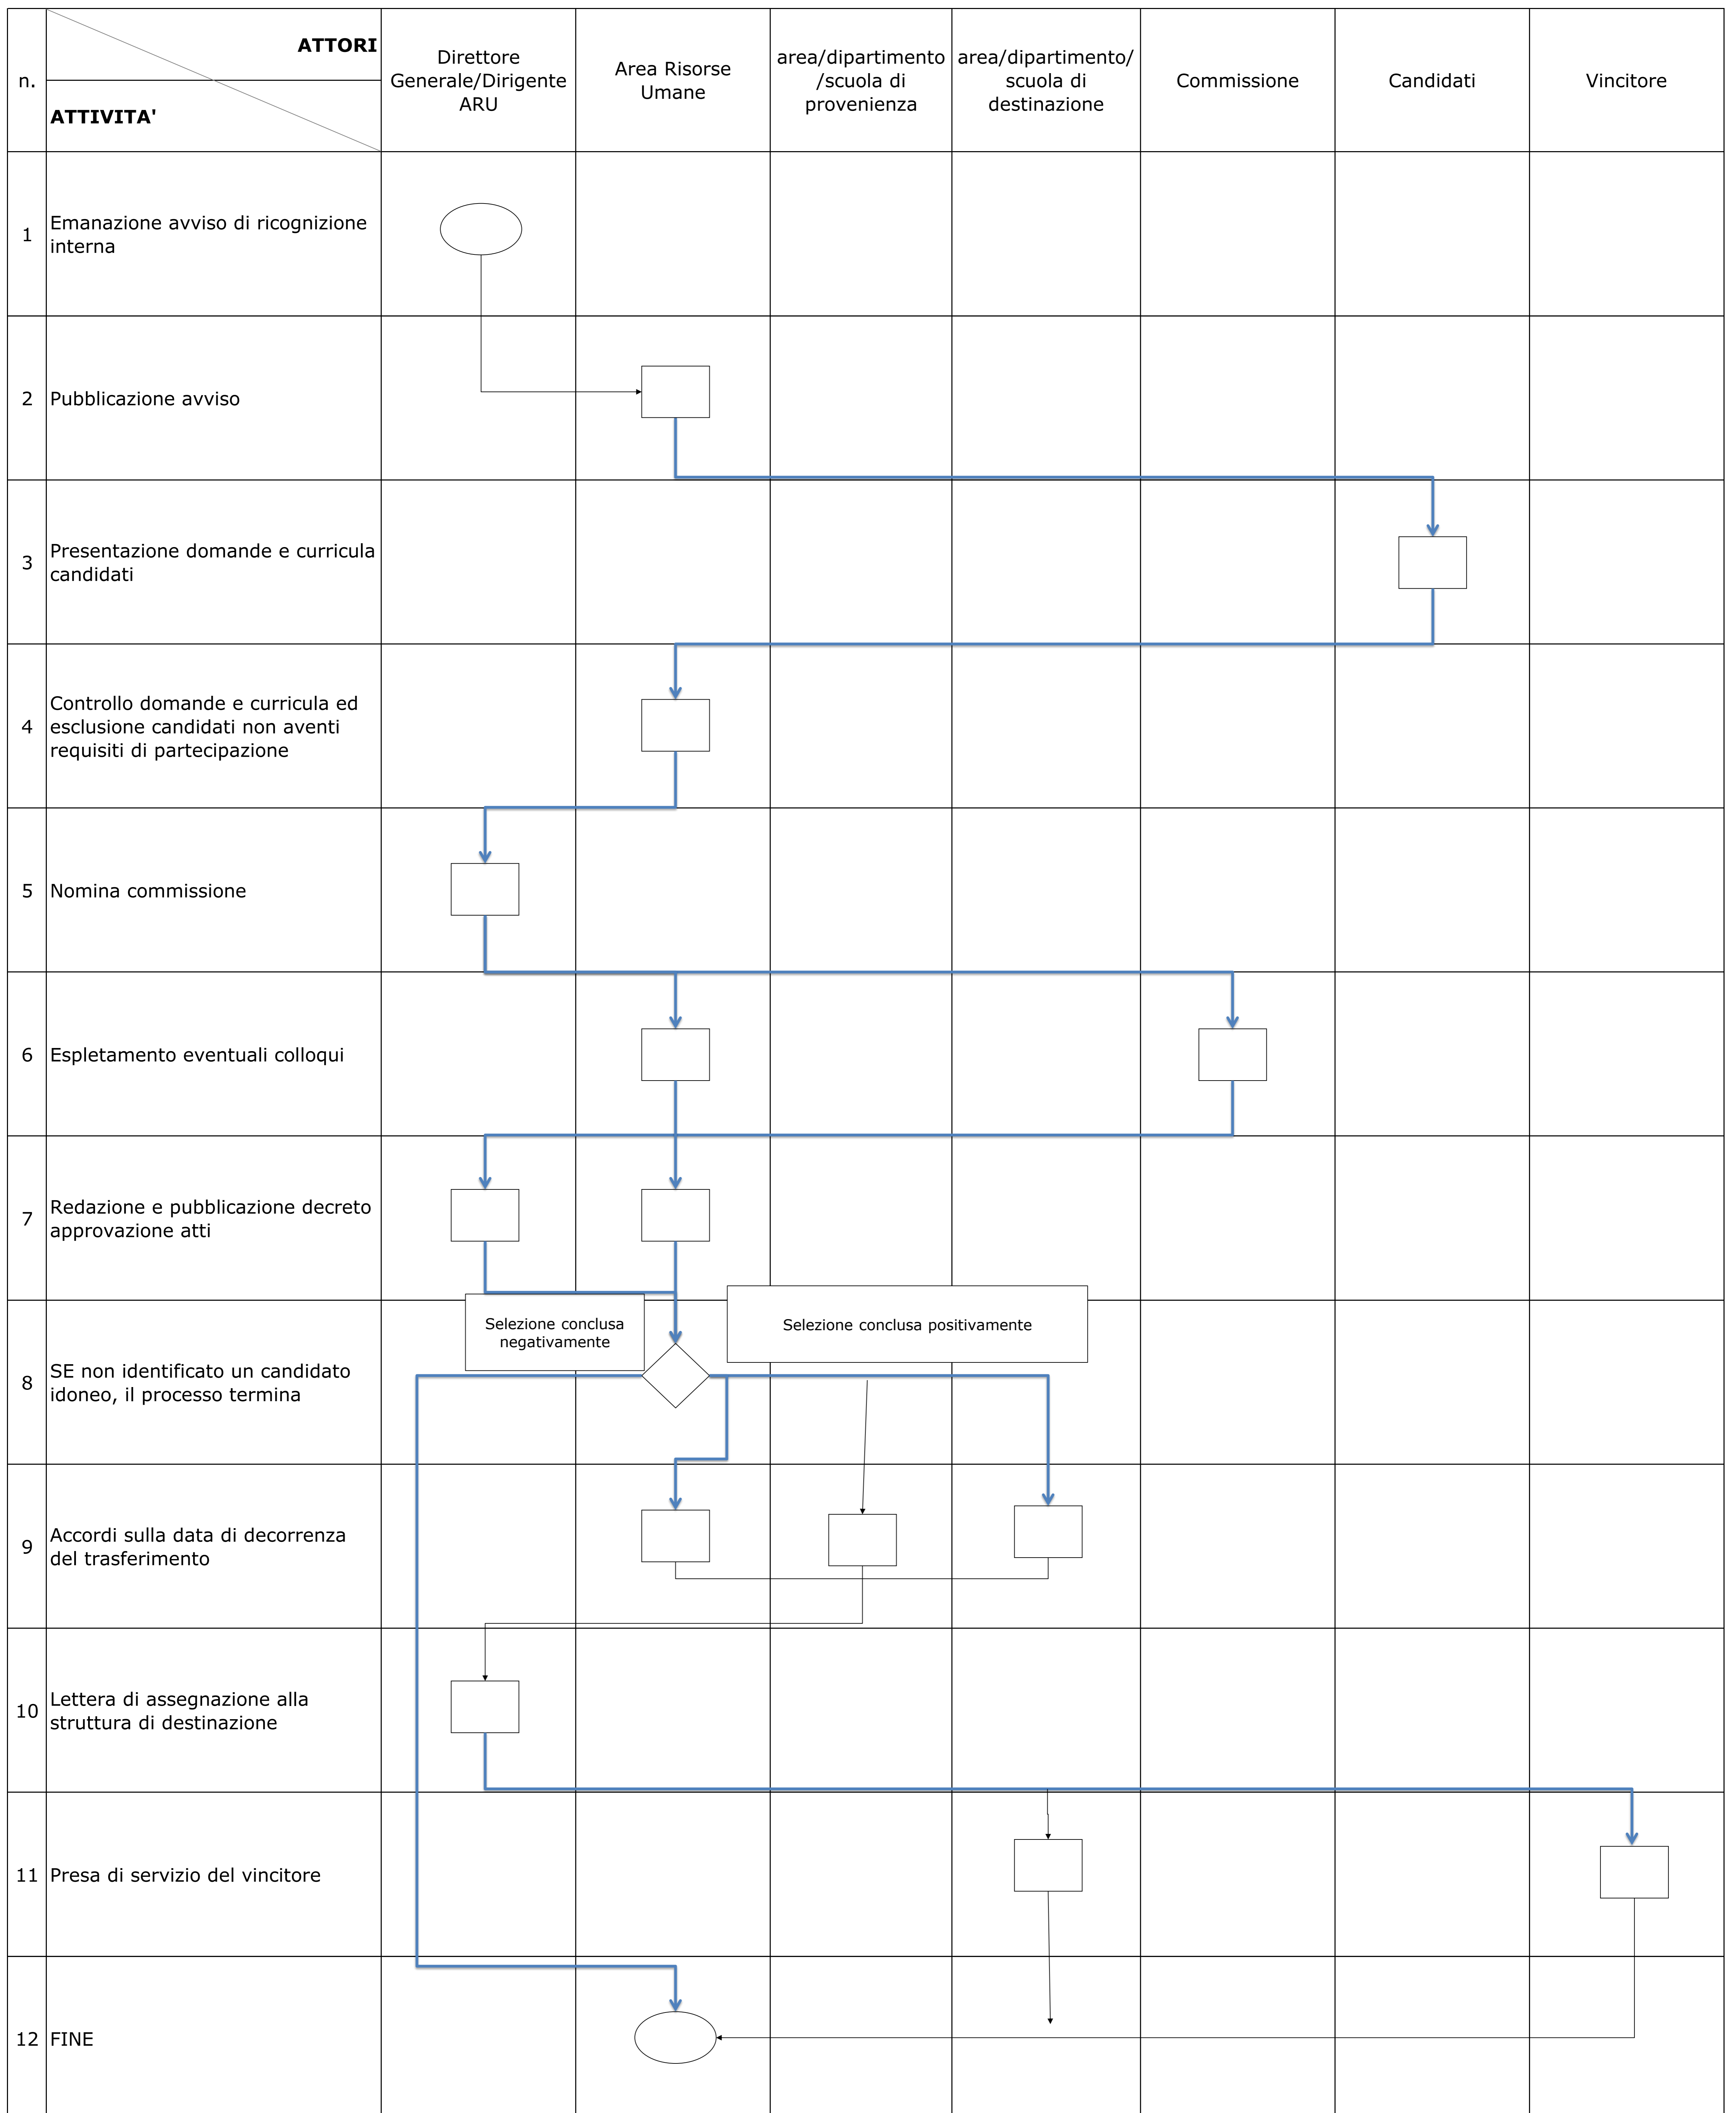 n.
ATTORI
ATTIVITA'
Direttore
Generale/Dirigente
ARU
Area Risorse
Umane
area/dipartimento
/scuola di
provenienza
area/dipartimento/
scuola di
destinazione
Commissione
Candidati
Vincitore
1
Emanazione avviso di ricognizione
interna
2
Pubblicazione avviso
3
Presentazione domande e curricula
candidati
4
Controllo domande e curricula ed
esclusione candidati non aventi
requisiti di partecipazione
5
Nomina commissione
6
Espletamento eventuali colloqui
7
Redazione e pubblicazione decreto
approvazione atti
Selezione conclusa
negativamente
Selezione conclusa positivamente
8
SE non identificato un candidato
idoneo, il processo termina
9
Accordi sulla data di decorrenza
del trasferimento
10
Lettera di assegnazione alla
struttura di destinazione
11
Presa di servizio del vincitore
12
FINE